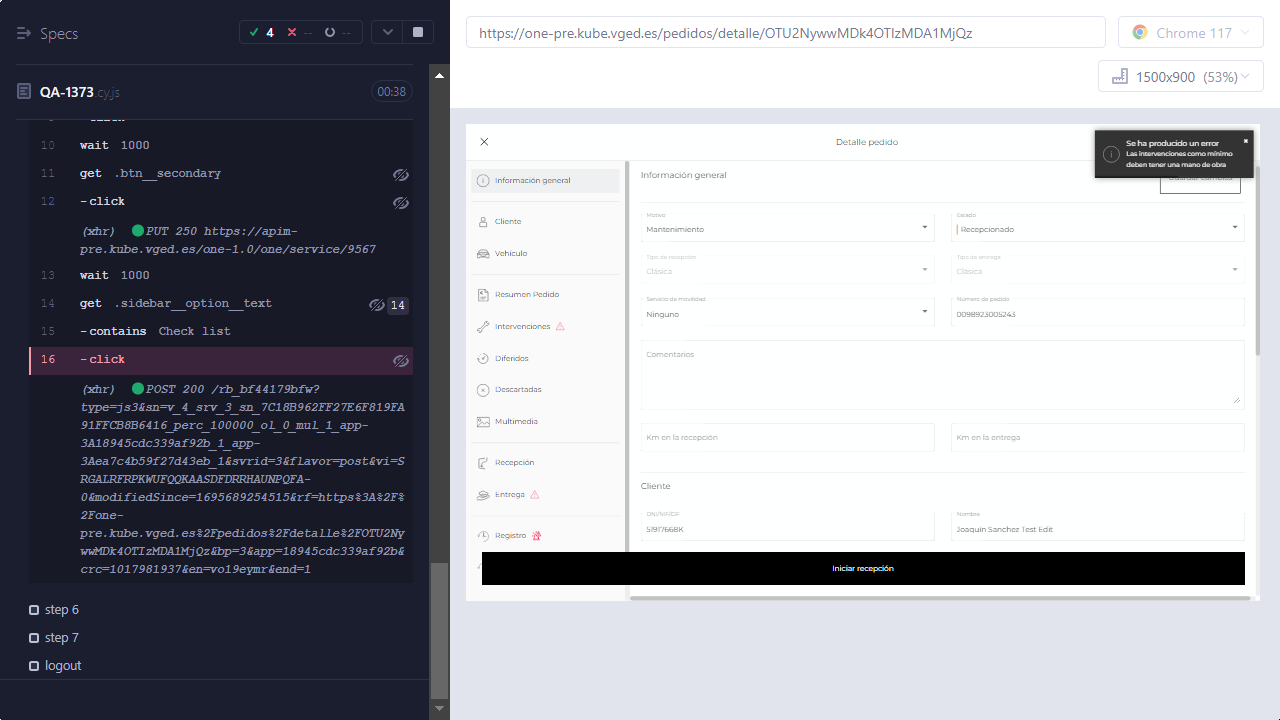 Specs
4
--
--
QA-1373.cy.js
00:38
10 wait 1000
11 get .btn__secondary
12 -click
(xhr) PUT 250 https://swim-
pre.kube.vged.es/one-1.0/one/service/9567
13 wait 1000
14 get .sidebar__option__text 14
15 -contains Check list
16 -click
(xhr) POST 200 /rb_bf44179bfw?
type=js3&sn=v_4_srv_3_sn_7C18B962FF27E6F819FA
91FFCB8B6416_perc_100000_ol_0_mul_1_app-
3A18945cdc339af92b_1_app-
3Aea7c4b59f27d43eb_1&svrid=3&flavor=post&vi=S
RGALRFRPKWUFQQKAASDFDRRHAUNPQFA-
0&modifiedSince=1695689254515&rf=https%3A%2F%
2Fone-
pre.kube.vged.es%2Fpedidos%2Fdetalle%2FOTU2Ny
wwMDk4OTIzMDA1MjQz&bp=3&app=18945cdc339af92b&
crc=1017981937&en=vo19eymr&end=1
step 6
step 7
logout
https://one-pre.kube.vged.es/pedidos/detalle/OTU2NywwMDk4OTIzMDA1MjQz
Chrome 117
1500x900 (53%)
Detalle pedido
Se ha producido un error
Las intervenciones como mínimo
deben tener una mano de obra
Información general
Cliente
Vehículo
Resumen Pedido
Intervenciones
Diferidos
Descartadas
Multimedia
Recepción
Entrega
Registro
Información general
Motivo
Mantenimiento
Estado
Recepcionado
Tipo de recepción
Clásica
Tipo de entrega
Clásica
Servicio de movilidad
Ninguno
Número de pedido
0098923005243
Comentarios
Km en la recepción
Km en la entrega
Cliente
DNI/NIF/CIF
51917668K
Nombre
Joaquín Sanchez Test Edit
Iniciar recepción